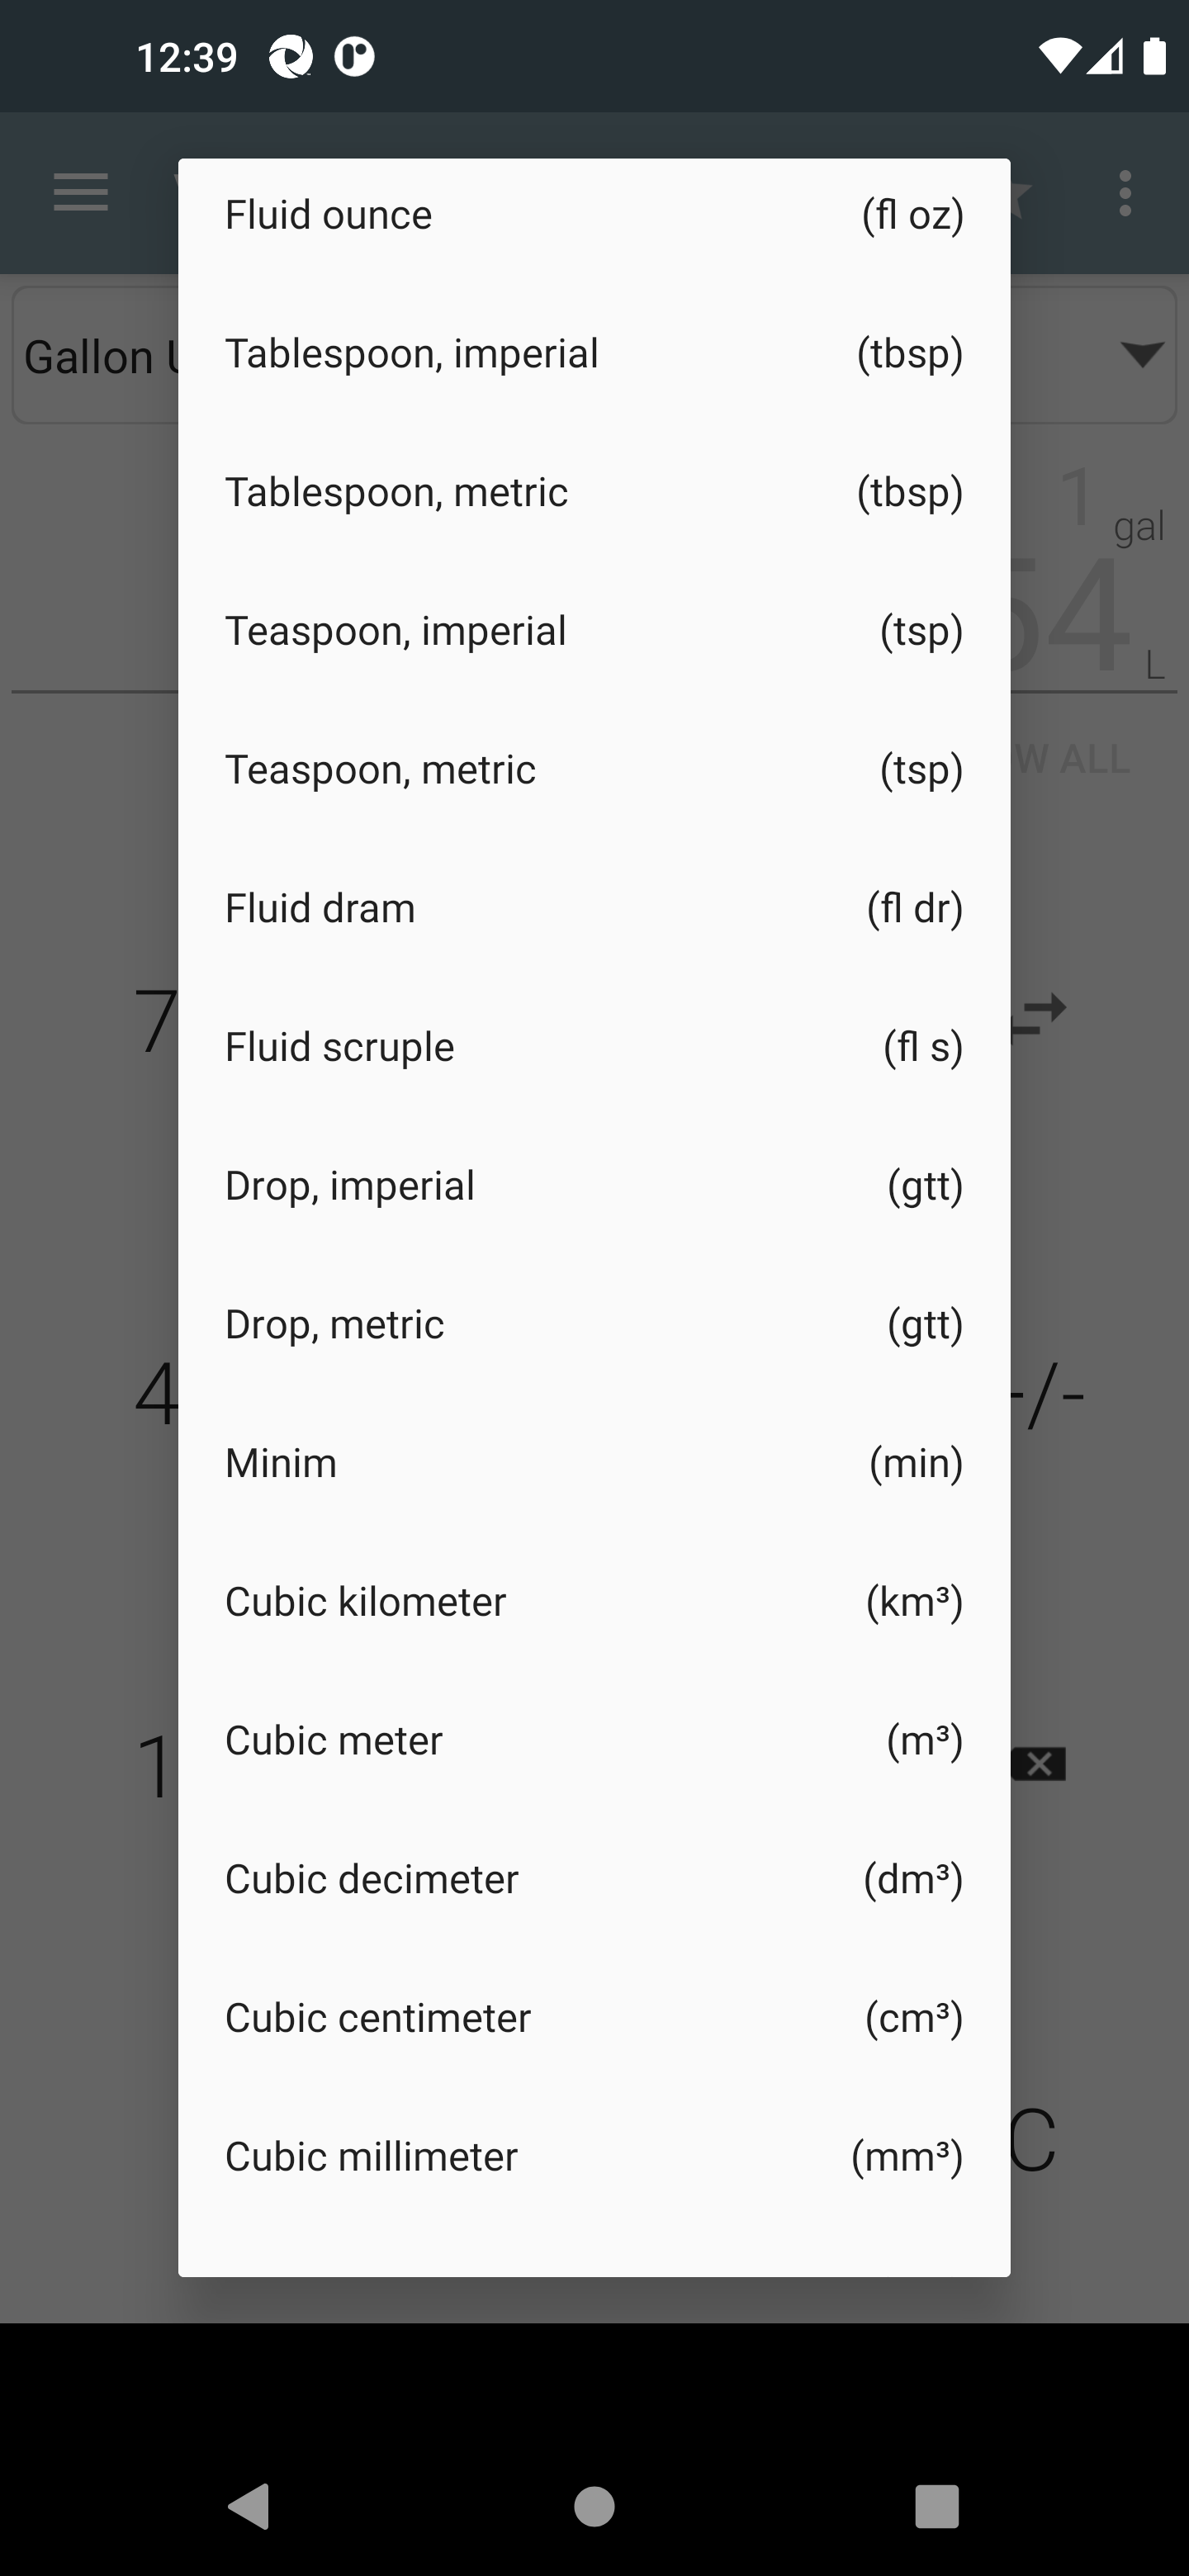 12:39
Fluid ounce (fl oz)
Gallon
Tablespoon, imperial (tbsp)
Tablespoon, metric (tbsp)
1 gal
54 L
Teaspoon, imperial (tsp)
Teaspoon, metric (tsp)
W ALL
Fluid dram (fl dr)
7
Fluid scruple (fl s)
Drop, imperial (gtt)
Drop, metric (gtt)
4
-/-
Minim (min)
Cubic kilometer (km³)
Cubic meter (m³)
1
Cubic decimeter (dm³)
Cubic centimeter (cm³)
C
Cubic millimeter (mm³)